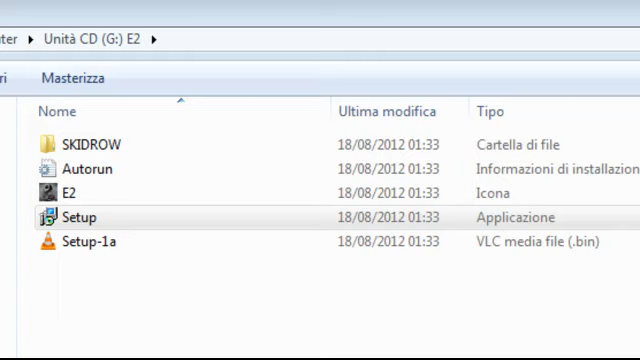 ter ▸ Unità CD (G:) E2 ▸
ri Masterizza
Nome Ultima modifica Tipo
SKIDROW 18/08/2012 01:33 Cartella di file
Autorun 18/08/2012 01:33 Informazioni di installazion
E2 18/08/2012 01:33 Icona
Setup 18/08/2012 01:33 Applicazione
Setup-1a 18/08/2012 01:33 VLC media file (.bin)